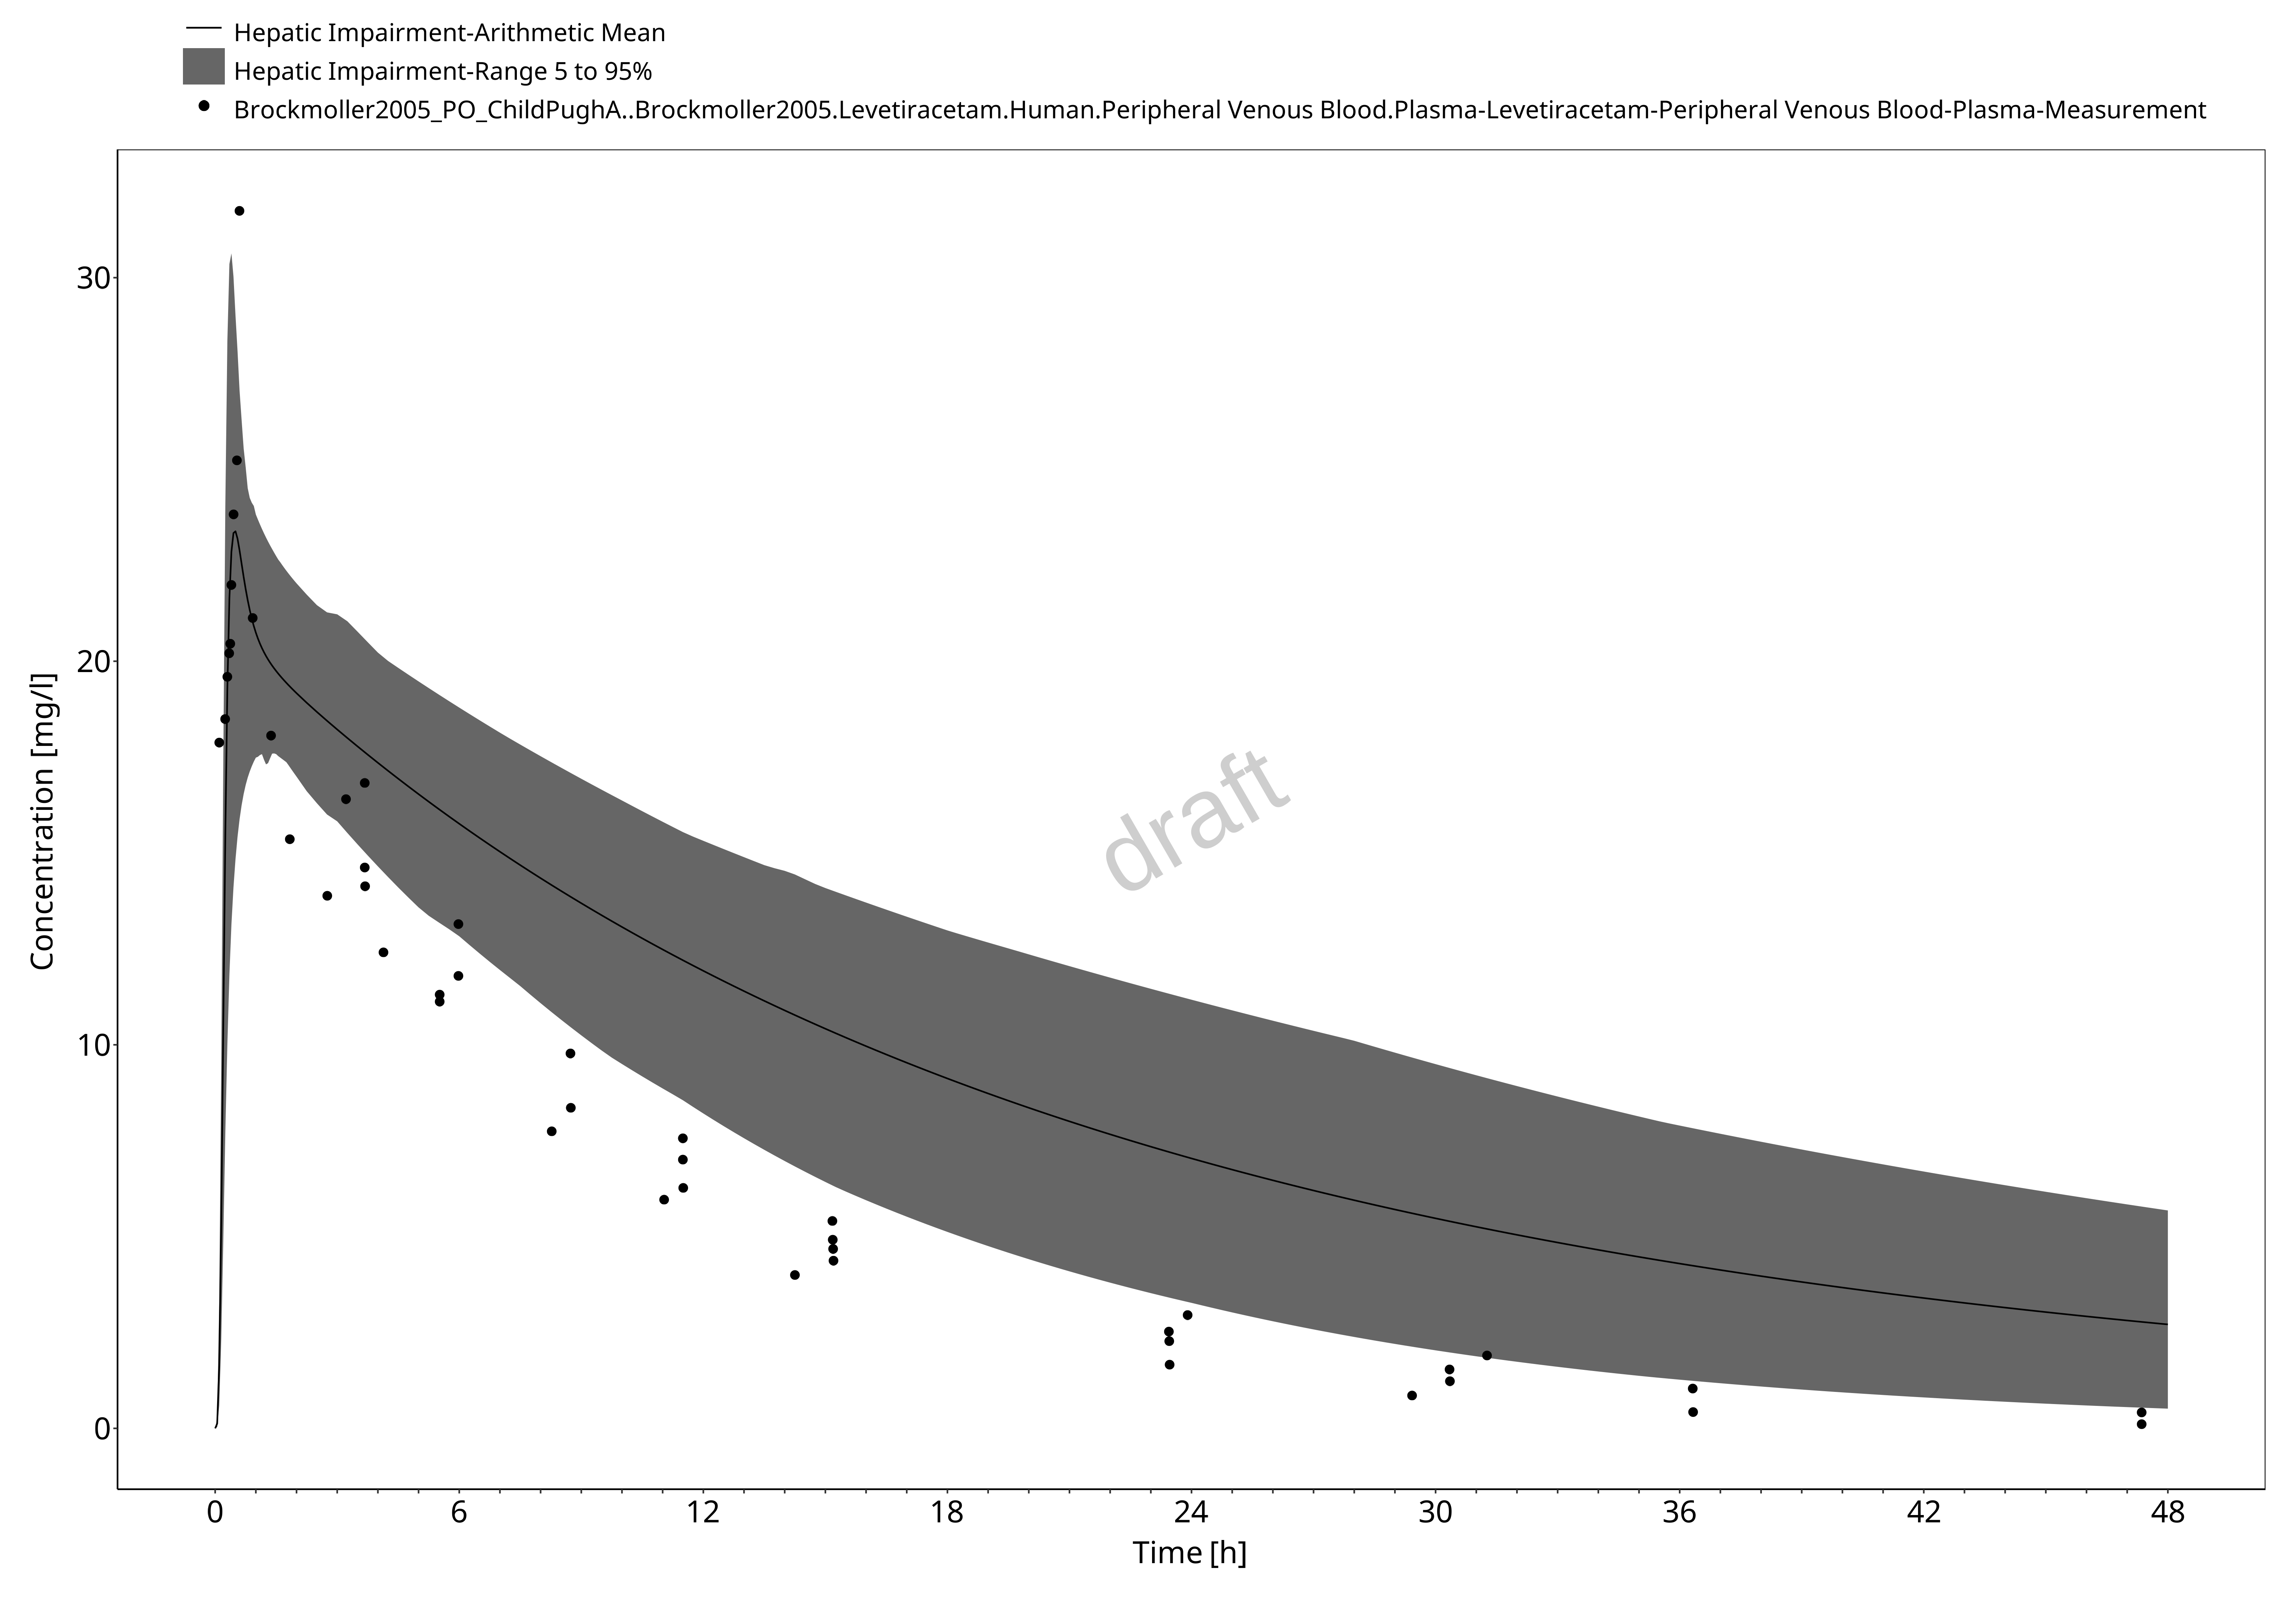 Hepatic Impairment-Arithmetic Mean
Hepatic Impairment-Range 5 to 95%
Brockmoller2005_PO_ChildPughA..Brockmoller2005.Levetiracetam.Human.Peripheral Venous Blood.Plasma-Levetiracetam-Peripheral Venous Blood-Plasma-Measurement
Concentration [mg/l]
30
20
10
0
draft
0 6 12 18 24 30 36 42 48
Time [h]